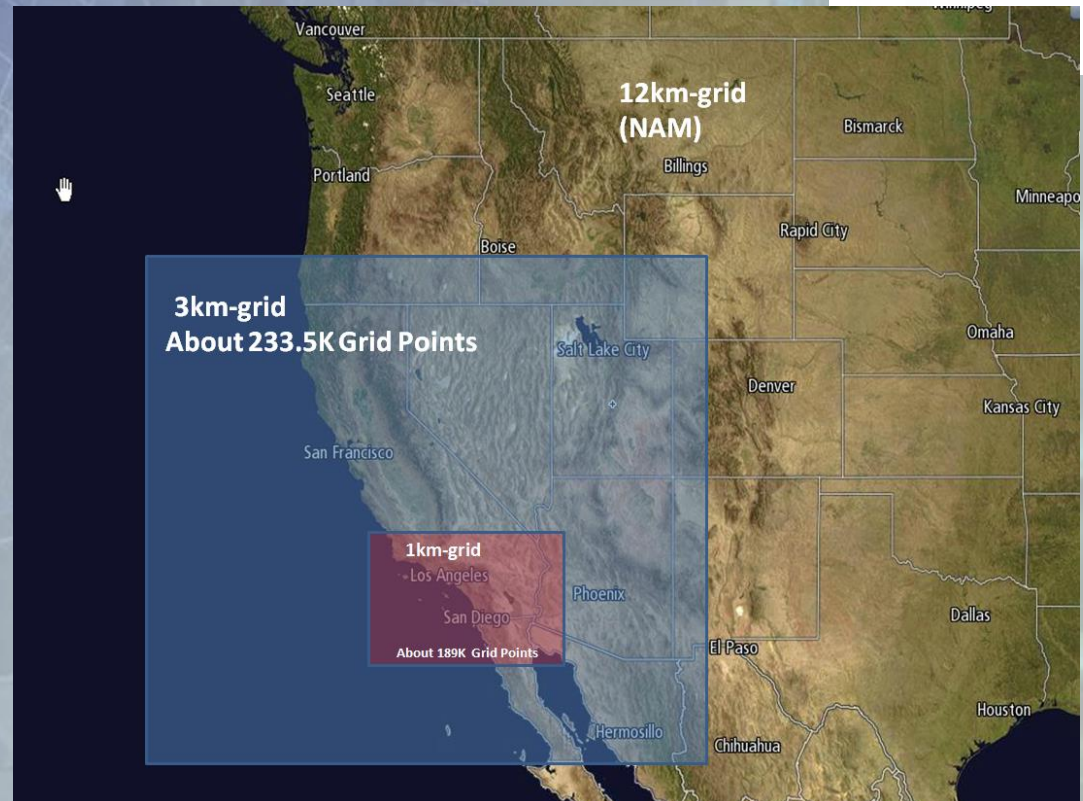 Vancouver
Seattle
12km-grid
(NAM)
Bismarck
Portland
Billings
Minneapo
Rapid City
Boise
3km-grid
About 233.5K Grid Points
Salt Lake City
Omaha
Denver
Kansas City
San Francisco
1km-grid
Los Angeles
Phoenix
San Diego
Dallas
About 189K Grid Points
El Paso
Houston
Hermosillo
Chihuahua